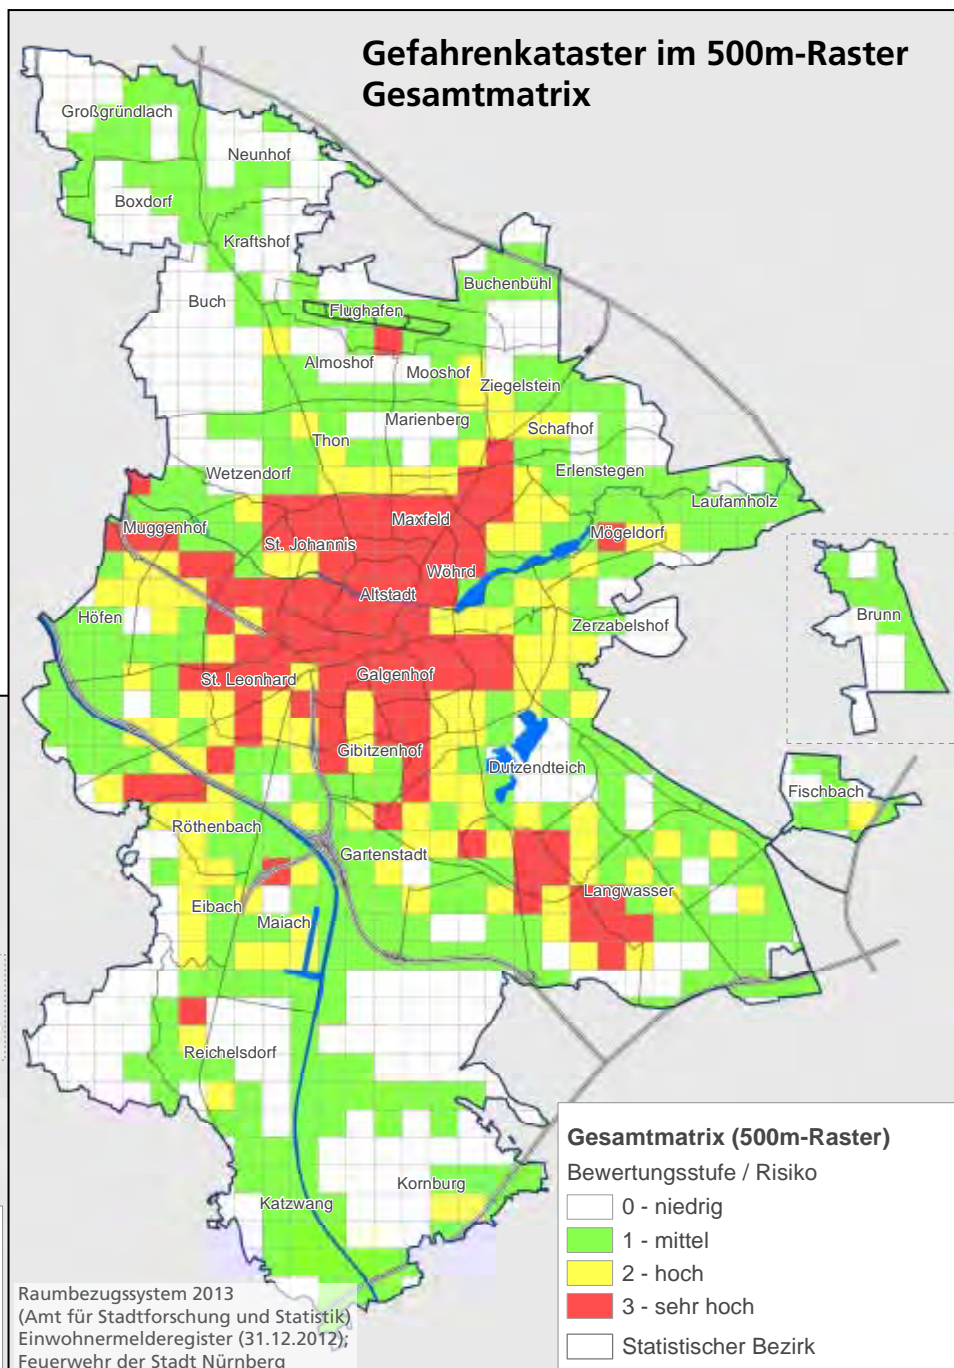 Gefahrenkataster im 500m-Raster
Gesamtmatrix
Großgründlach
Neunhof
Boxdorf
Kraftshof
Buchenbühl
Buch
Flughafen
Almoshof
Mooshof
Ziegelstein
Marienberg
Schafhof
Thon
Wetzendorf
Erlenstegen
Laufamholz
Maxfeld
Muggenhof
Mögeldorf
St. Johannis
Wöhrd
Altstadt
Höfen
Zerzabelshof
Brunn
St. Leonhard
Galgenhof
Gibitzenhof
Dutzendteich
Fischbach
Röthenbach
Gartenstadt
Langwasser
Eibach
Maiach
Reichelsdorf
Kornburg
Katzwang
Gesamtmatrix (500m-Raster)
Bewertungsstufe / Risiko
0 - niedrig
1 - mittel
2 - hoch
3 - sehr hoch
Statistischer Bezirk
Raumbezugssystem 2013
(Amt für Stadtforschung und Statistik)
Einwohnermelderegister (31.12.2012);
Feuerwehr der Stadt Nürnberg